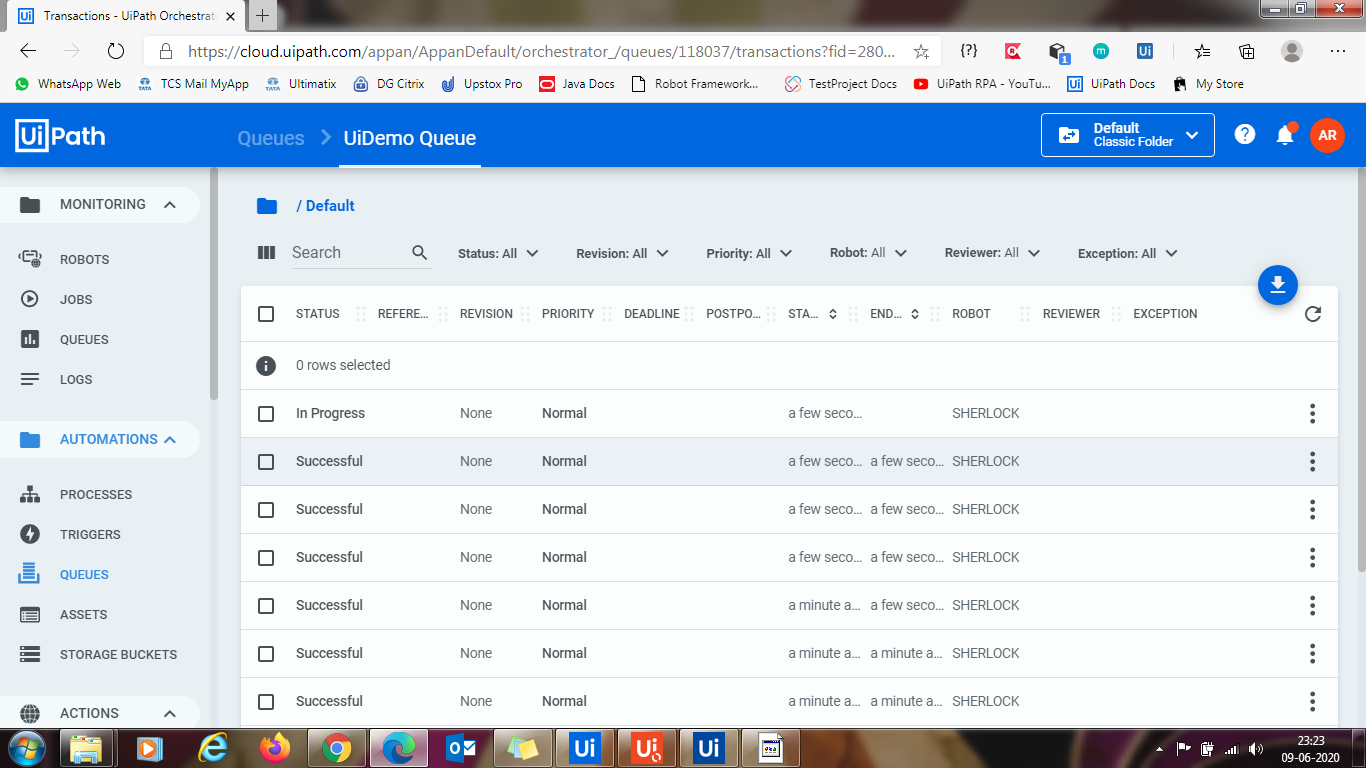 Transactions - UiPath Orchestrat
https://cloud.uipath.com/appan/AppanDefault/orchestrator_/queues/118037/transactions?fid=280...
WhatsApp Web TCS Mail MyApp Ultimatix DG Citrix Upstox Pro Java Docs Robot Framework... TestProject Docs UiPath RPA - YouTu... UiPath Docs My Store
UiPath Queues UiDemo Queue Default AR
Classic Folder
MONITORING
ROBOTS
JOBS
QUEUES
LOGS
AUTOMATIONS
PROCESSES
TRIGGERS
QUEUES
ASSETS
STORAGE BUCKETS
ACTIONS
/ Default
Search Status: All Revision: All Priority: All Robot: All Reviewer: All Exception: All
STATUS REFERE... REVISION PRIORITY DEADLINE POSTPO... STA... END... ROBOT REVIEWER EXCEPTION
0 rows selected
In Progress None Normal a few seco... SHERLOCK
Successful None Normal a few seco... a few seco... SHERLOCK
Successful None Normal a few seco... a few seco... SHERLOCK
Successful None Normal a few seco... a few seco... SHERLOCK
Successful None Normal a minute a... a few seco... SHERLOCK
Successful None Normal a minute a... a minute a... SHERLOCK
Successful None Normal a minute a... a minute a... SHERLOCK
23:23
09-06-2020